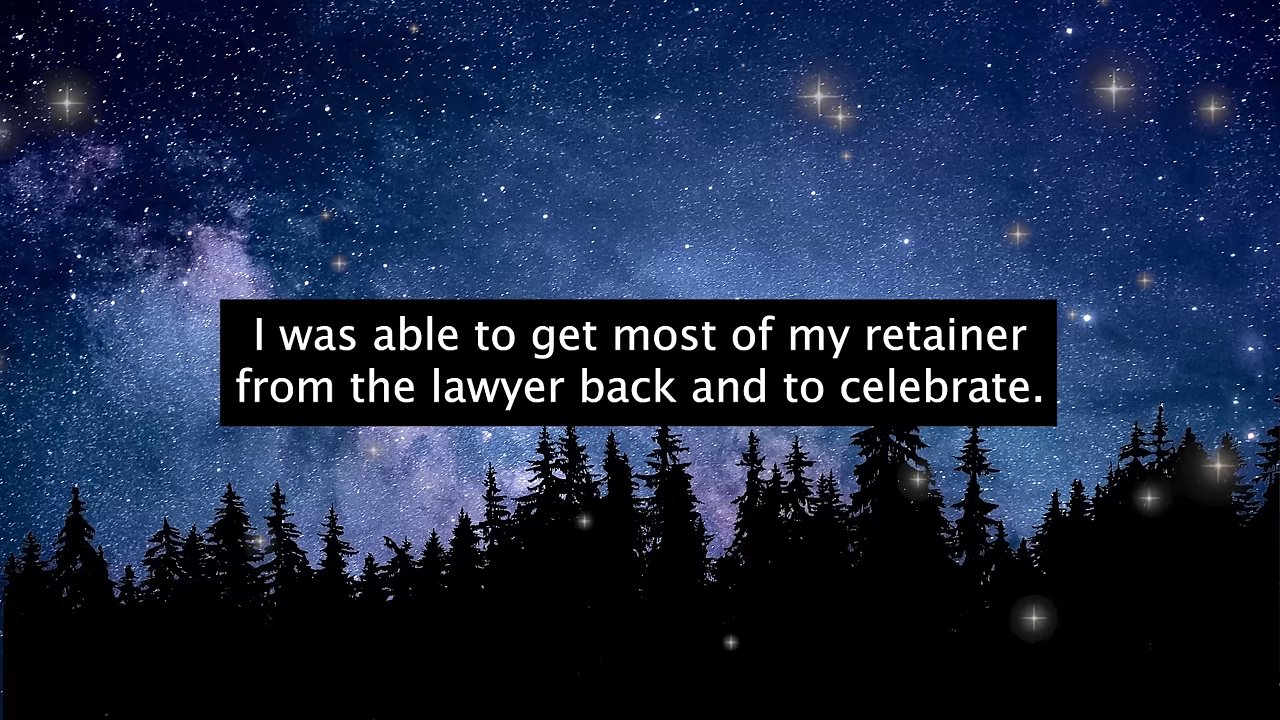 I was able to get most of my retainer
from the lawyer back and to celebrate.